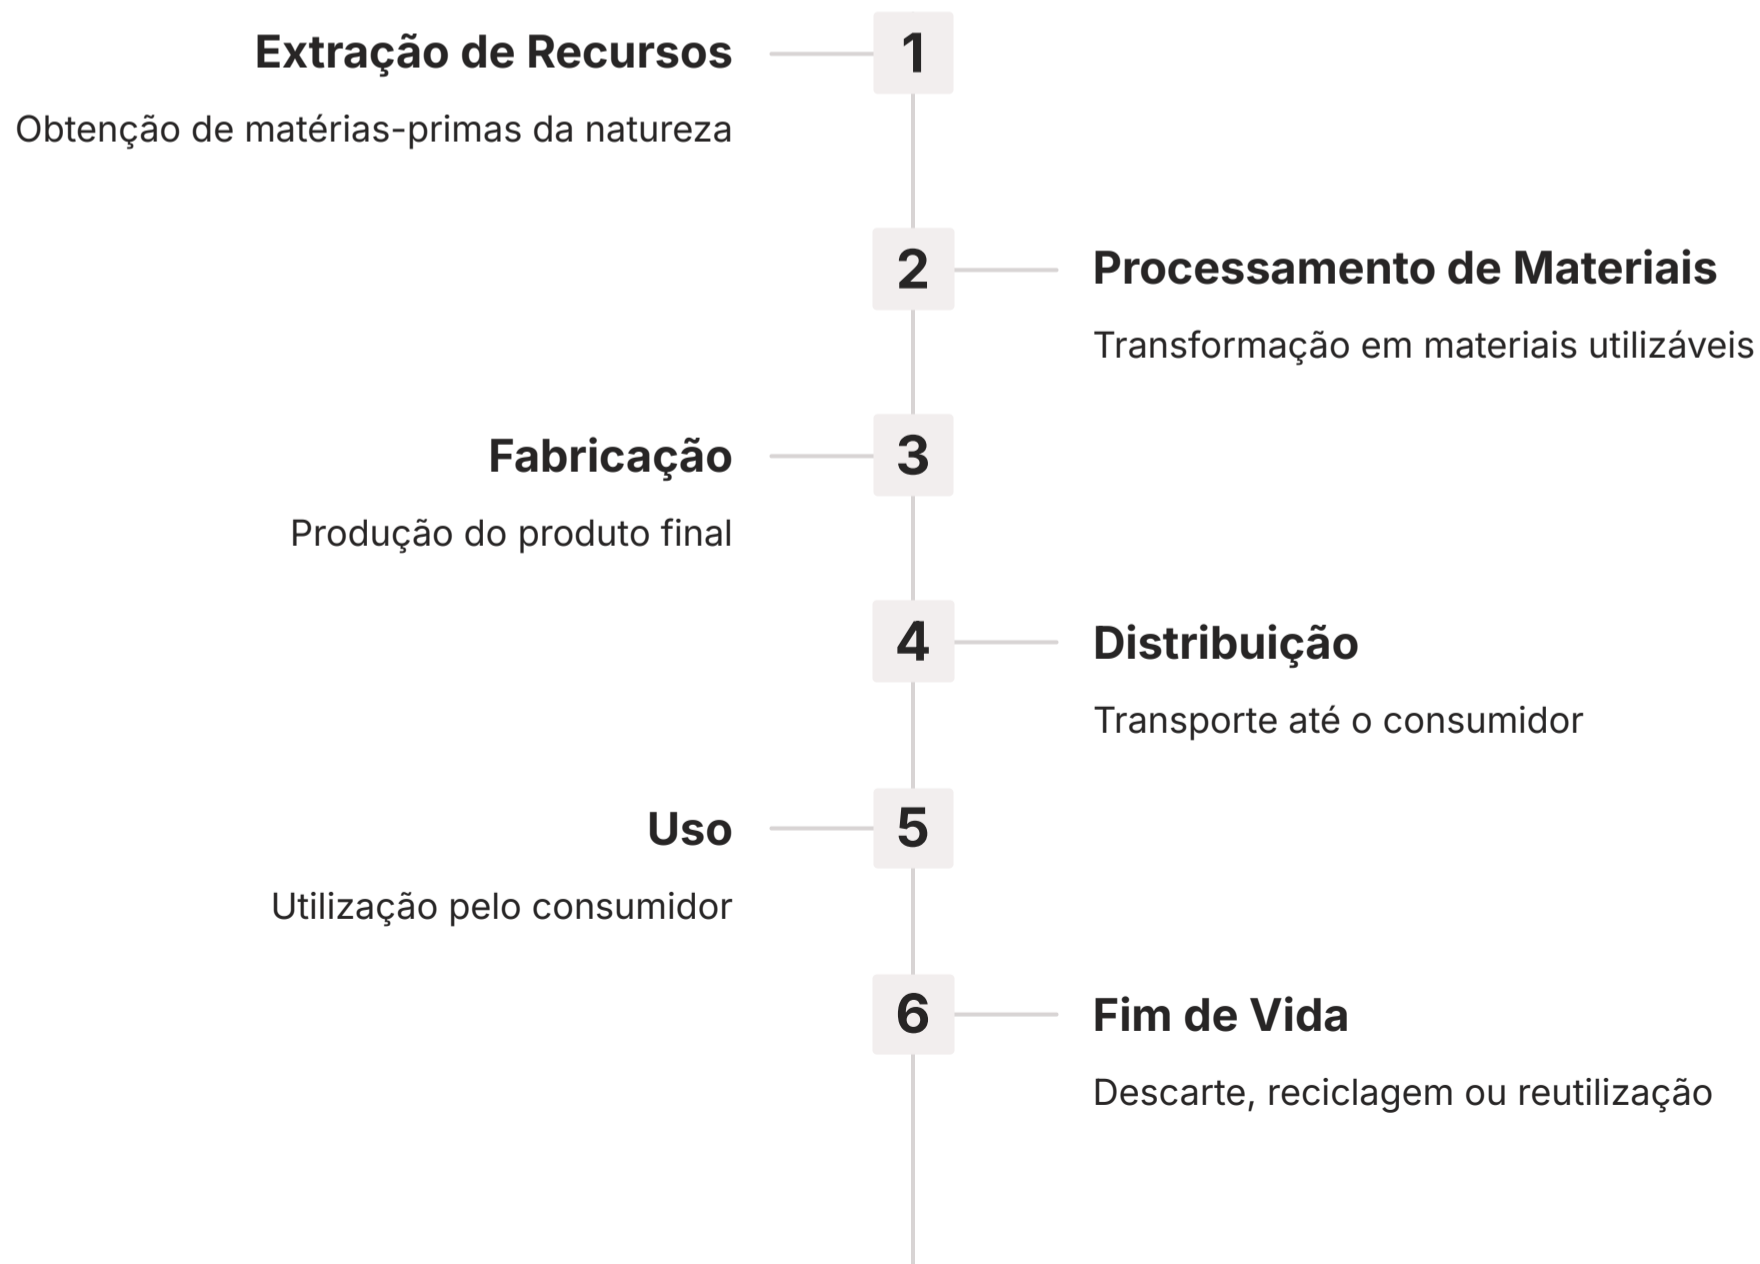 Extração de Recursos
1
Obtenção de matérias-primas da natureza
2
Processamento de Materiais
Transformação em materiais utilizáveis
Fabricação
3
Produção do produto final
4
Distribuição
Transporte até o consumidor
Uso
5
Utilização pelo consumidor
6
Fim de Vida
Descarte, reciclagem ou reutilização